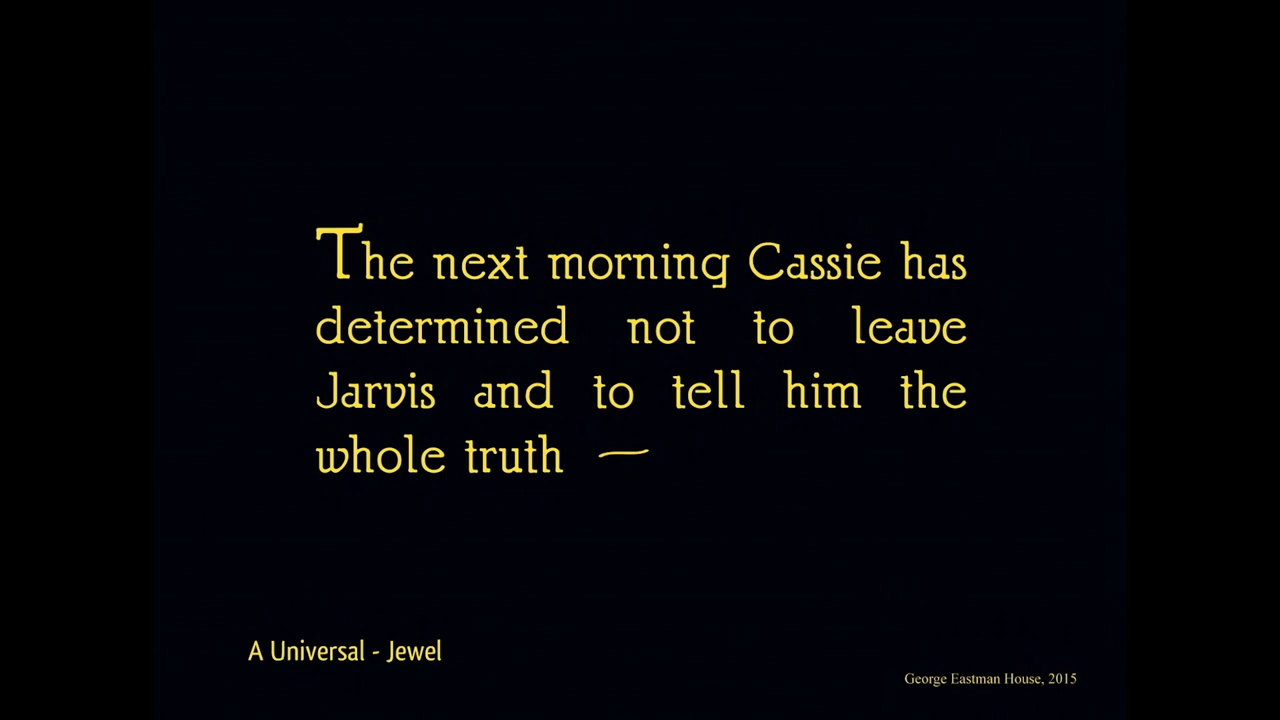 The next morning Cassie has
determined not to leave
Jarvis and to tell him the
whole truth —
A Universal - Jewel
George Eastman House, 2015